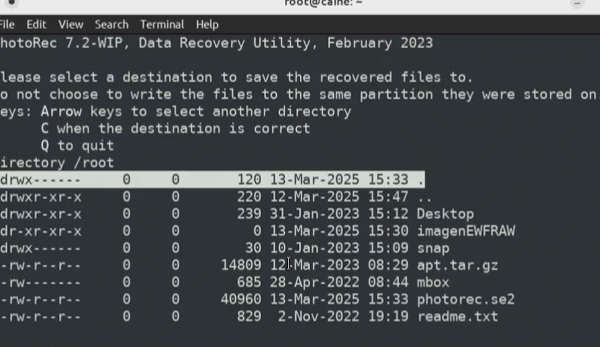 root@caine: ~
File Edit View Search Terminal Help
hotoRec 7.2-WIP, Data Recovery Utility, February 2023
lease select a destination to save the recovered files to.
o not choose to write the files to the same partition they were stored on
eys: Arrow keys to select another directory
C when the destination is correct
Q to quit
irectory /root
drwx------ 0 0 120 13-Mar-2025 15:33 .
drwxr-xr-x 0 0 220 12-Mar-2025 15:47 ..
drwxr-xr-x 0 0 239 31-Jan-2023 15:12 Desktop
dr-xr-xr-x 0 0 0 13-Mar-2025 15:30 imagenEWFRAW
drwx------ 0 0 30 10-Jan-2023 15:09 snap
-rw-r--r-- 0 0 14809 12-Mar-2023 08:29 apt.tar.gz
-rw------- 0 0 685 28-Apr-2022 08:44 mbox
-rw-r--r-- 0 0 40960 13-Mar-2025 15:33 photorec.se2
-rw-r--r-- 0 0 829 2-Nov-2022 19:19 readme.txt